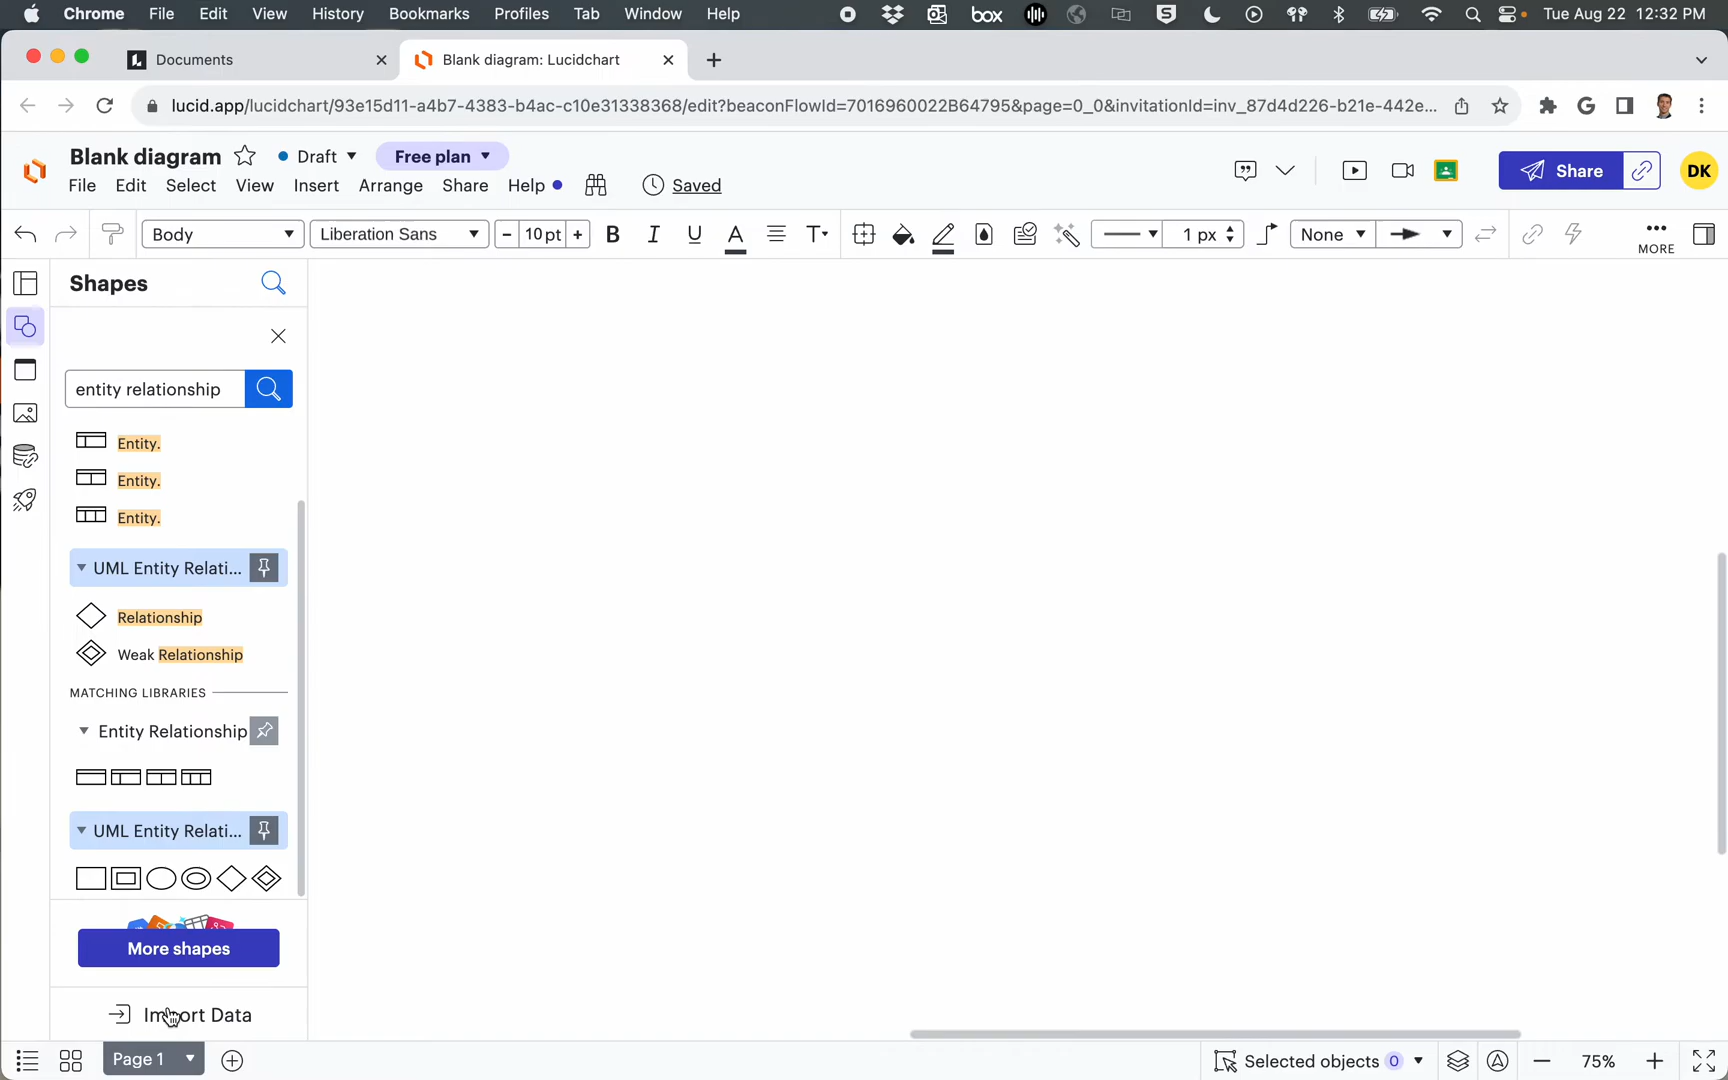 Chrome File Edit View History Bookmarks Profiles Tab Window Help box 5 Tue Aug 22 12:32 PM
Documents Blank diagram: Lucidchart
lucid.app/lucidchart/93e15d11-a4b7-4383-b4ac-c10e31338368/edit?beaconFlowId=7016960022B64795&page=0_0&invitationId=inv_87d4d226-b21e-442e...
Blank diagram Draft Free plan
File Edit Select View Insert Arrange Share Help Saved Share DK
Body Liberation Sans - 10 pt + B I U A T 1 px None MORE
Shapes
entity relationship
Entity.
Entity.
Entity.
UML Entity Relati...
Relationship
Weak Relationship
MATCHING LIBRARIES
Entity Relationship
UML Entity Relati...
More shapes
Import Data
Page 1 Selected objects 0 75%